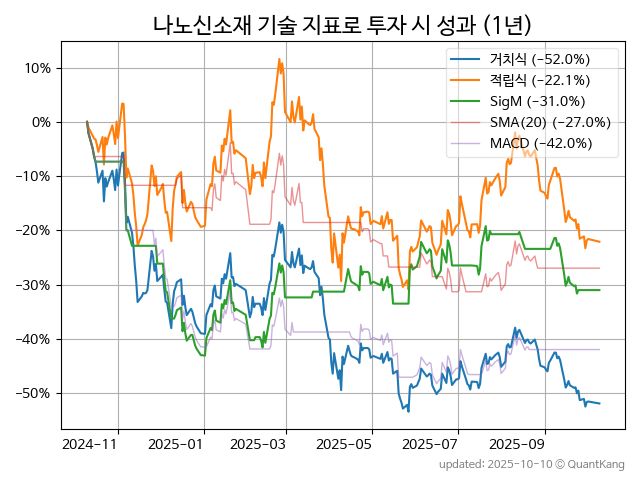 나노신소재 기술 지표로 투자 시 성과 (1년)
거치식 (−52.0%)
적립식 (−22.1%)
SigM (−31.0%)
SMA(20) (−27.0%)
MACD (−42.0%)
10%
0%
−10%
−20%
−30%
−40%
−50%
2024−11 2025−01 2025−03 2025−05 2025−07 2025−09
updated: 2025-10-10 © QuantKang